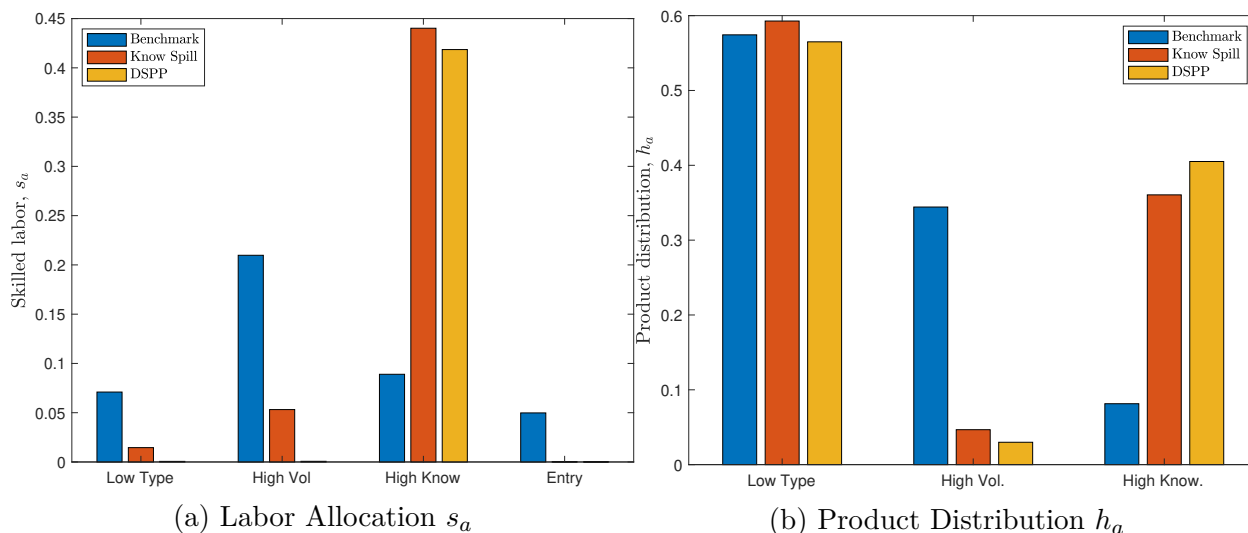 0.45
0.4
0.35
0.3
0.25
0.2
0.15
0.1
0.05
0
Skilled labor, s_a
Benchmark
Know Spill
DSPP
Low Type High Vol High Know Entry
(a) Labor Allocation s_a
0.6
0.5
0.4
0.3
0.2
0.1
0
Product distribution, h_a
Benchmark
Know Spill
DSPP
Low Type High Vol. High Know.
(b) Product Distribution h_a